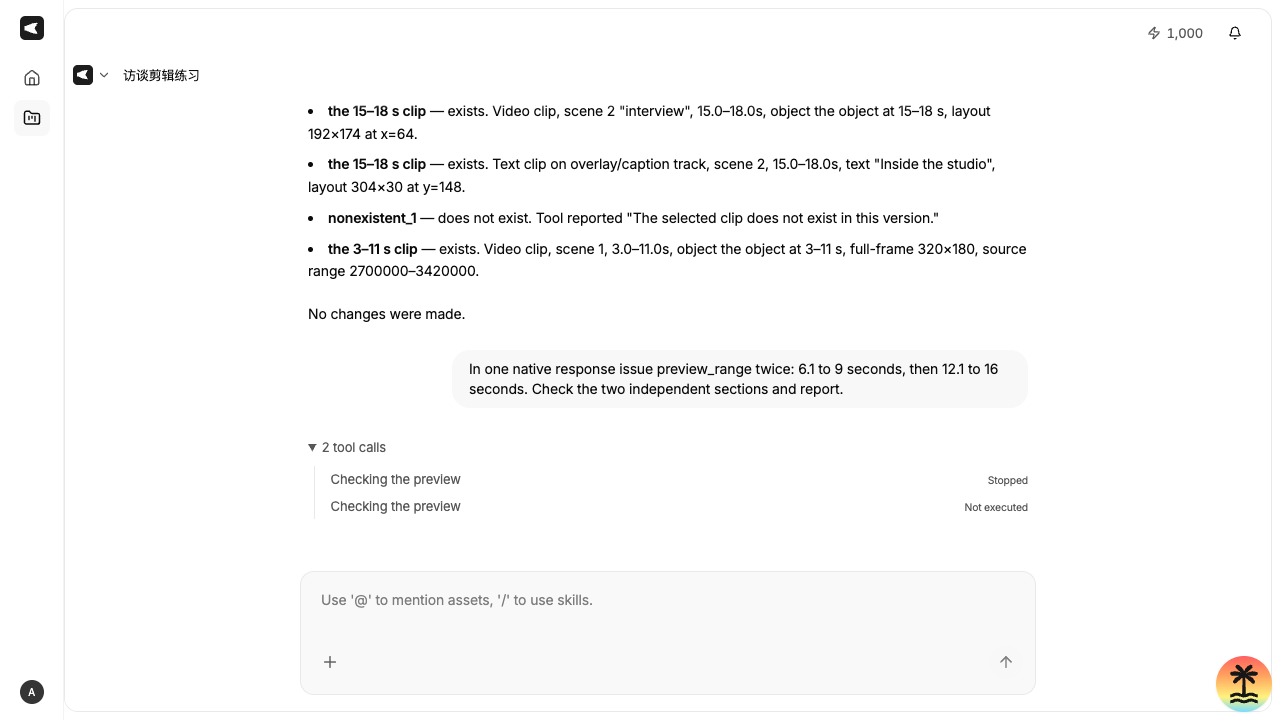 1,000
访谈剪辑练习
• the 15–18 s clip — exists. Video clip, scene 2 "interview", 15.0–18.0s, object the object at 15–18 s, layout
192×174 at x=64.
• the 15–18 s clip — exists. Text clip on overlay/caption track, scene 2, 15.0–18.0s, text "Inside the studio",
layout 304×30 at y=148.
• nonexistent_1 — does not exist. Tool reported "The selected clip does not exist in this version."
• the 3–11 s clip — exists. Video clip, scene 1, 3.0–11.0s, object the object at 3–11 s, full-frame 320×180, source
range 2700000–3420000.
No changes were made.
In one native response issue preview_range twice: 6.1 to 9 seconds, then 12.1 to 16
seconds. Check the two independent sections and report.
▼ 2 tool calls
Checking the preview Stopped
Checking the preview Not executed
Use '@' to mention assets, '/' to use skills.
A